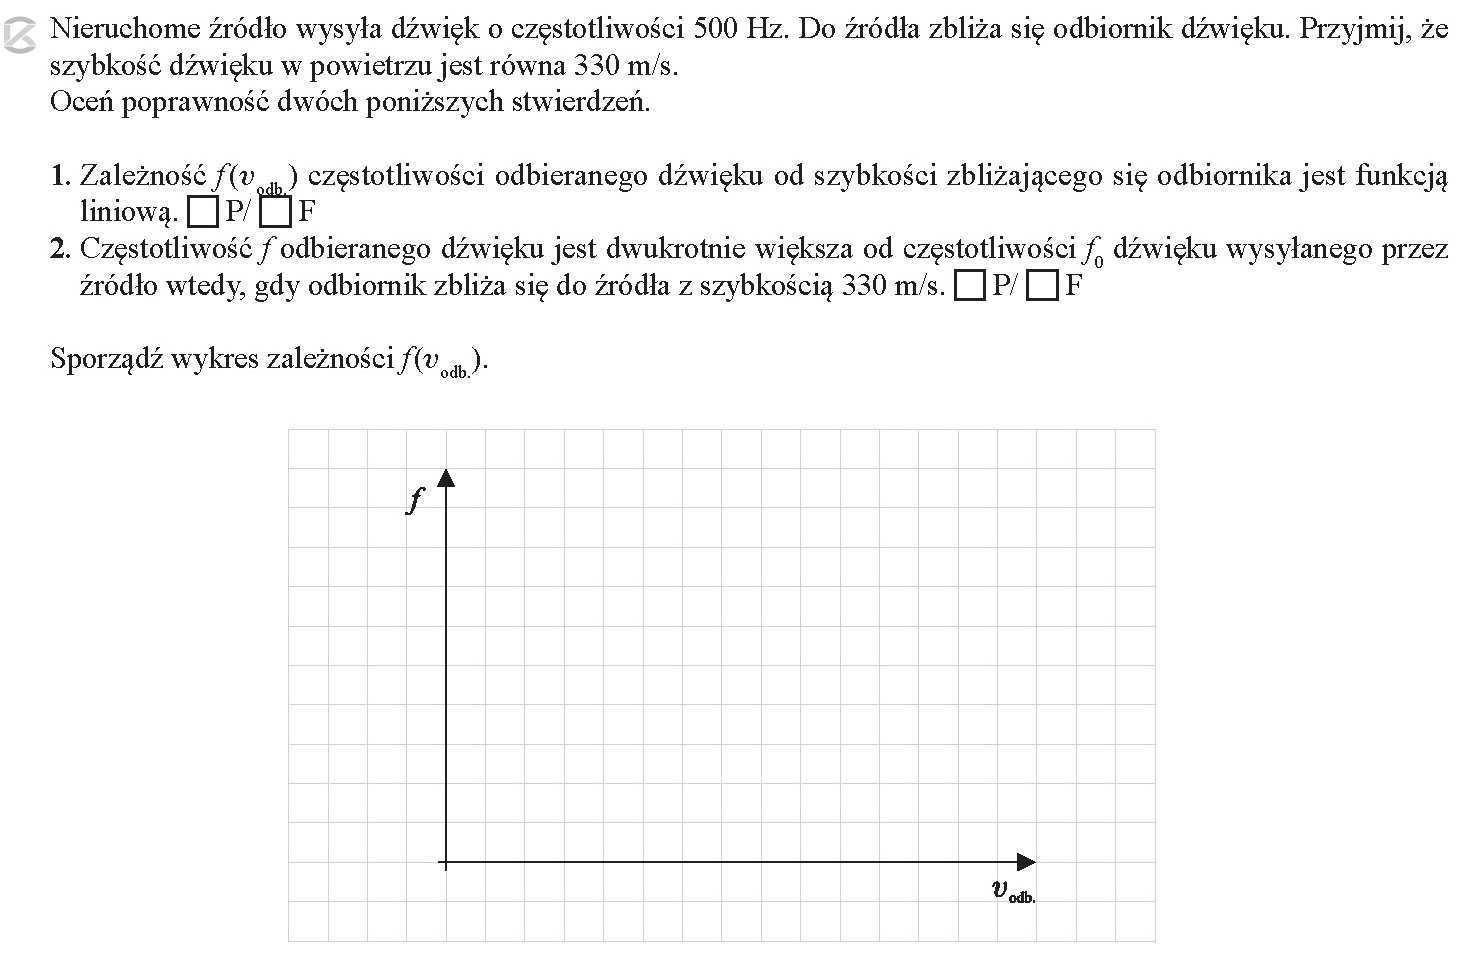 Nieruchome źródło wysyła dźwięk o częstotliwości 500 Hz. Do źródła zbliża się odbiornik dźwięku. Przyjmij, że
szybkość dźwięku w powietrzu jest równa 330 m/s.
Oceń poprawność dwóch poniższych stwierdzeń.
1. Zależność f(v odb.) częstotliwości odbieranego dźwięku od szybkości zbliżającego się odbiornika jest funkcją
liniową. P/ F
2. Częstotliwość f odbieranego dźwięku jest dwukrotnie większa od częstotliwości f0 dźwięku wysyłanego przez
źródło wtedy, gdy odbiornik zbliża się do źródła z szybkością 330 m/s. P/ F
Sporządź wykres zależności f(v odb.).
f
v odb.